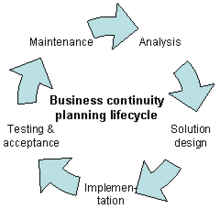 Maintenance
Analysis
Business continuity
planning lifecycle
Testing &
acceptance
Solution
design
Implemen-
tation